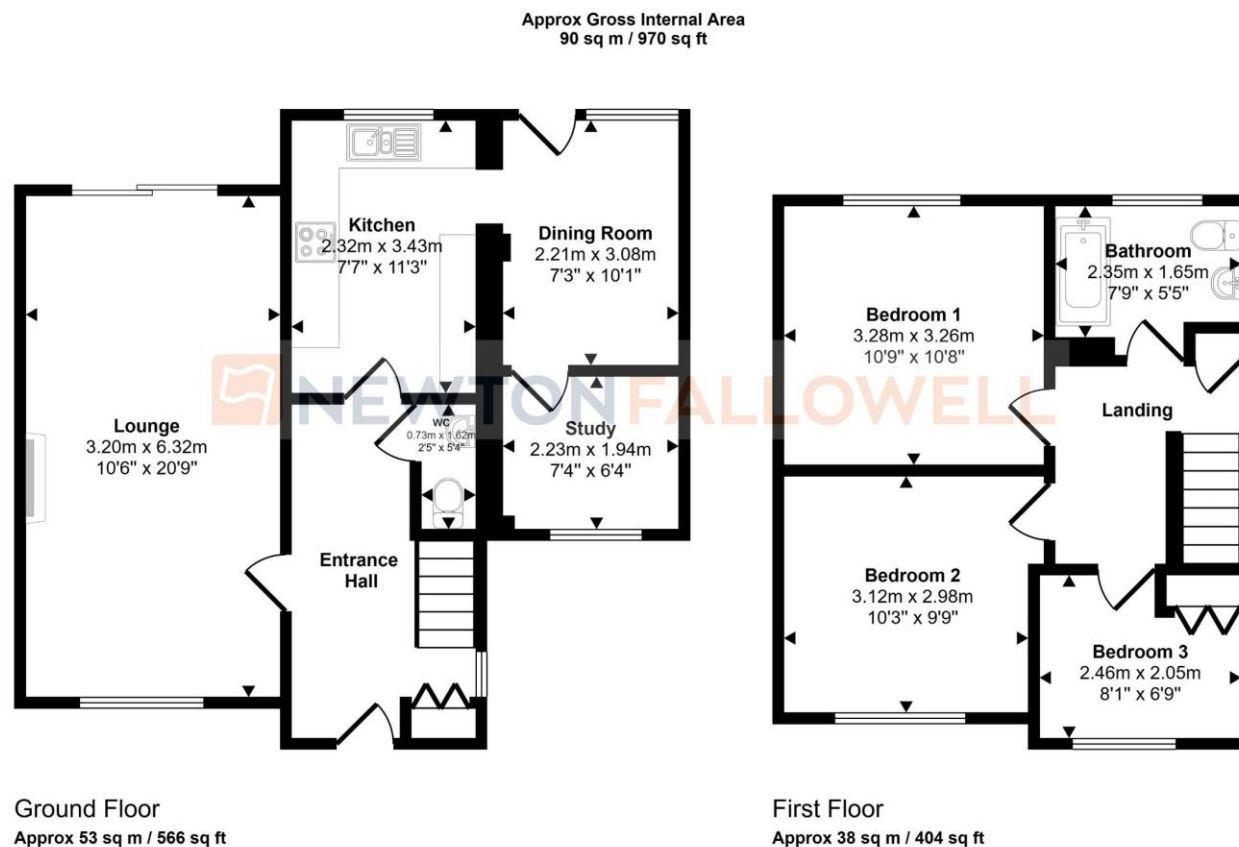 Approx Gross Internal Area
90 sq m / 970 sq ft
Kitchen
2.32m x 3.43m
7'7" x 11'3"
Dining Room
2.21m x 3.08m
7'3" x 10'1"
Lounge
3.20m x 6.32m
10'6" x 20'9"
WC
0.73m x 1.62m
2'5" x 5'4"
Study
2.23m x 1.94m
7'4" x 6'4"
Entrance
Hall
Bedroom 1
3.28m x 3.26m
10'9" x 10'8"
Bathroom
2.35m x 1.65m
7'9" x 5'5"
Landing
Bedroom 2
3.12m x 2.98m
10'3" x 9'9"
Bedroom 3
2.46m x 2.05m
8'1" x 6'9"
NEWTONFALLOWELL
Ground Floor
Approx 53 sq m / 566 sq ft
First Floor
Approx 38 sq m / 404 sq ft